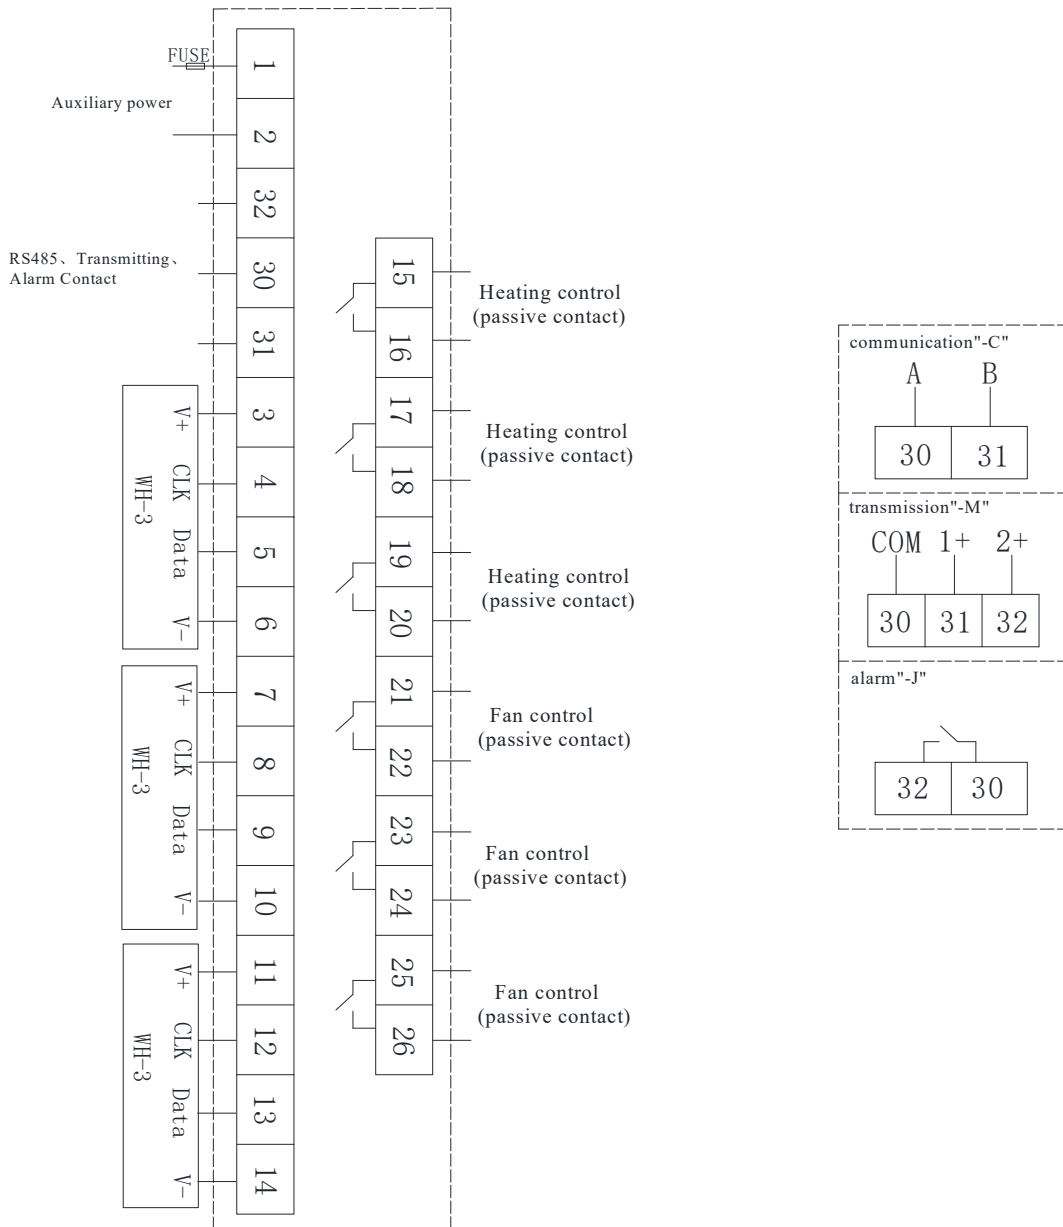 FUSE
Auxiliary power
RS485、Transmitting、
Alarm Contact
1
2
32
30
31
3
4
5
6
7
8
9
10
11
12
13
14
V+
CLK
Data
V-
WH-3
V+
CLK
Data
V-
WH-3
V+
CLK
Data
V-
WH-3
15
16
17
18
19
20
21
22
23
24
25
26
Heating control
(passive contact)
Heating control
(passive contact)
Heating control
(passive contact)
Fan control
(passive contact)
Fan control
(passive contact)
Fan control
(passive contact)
communication"-C"
A B
30 31
transmission"-M"
COM 1+ 2+
30 31 32
alarm"-J"
32 30